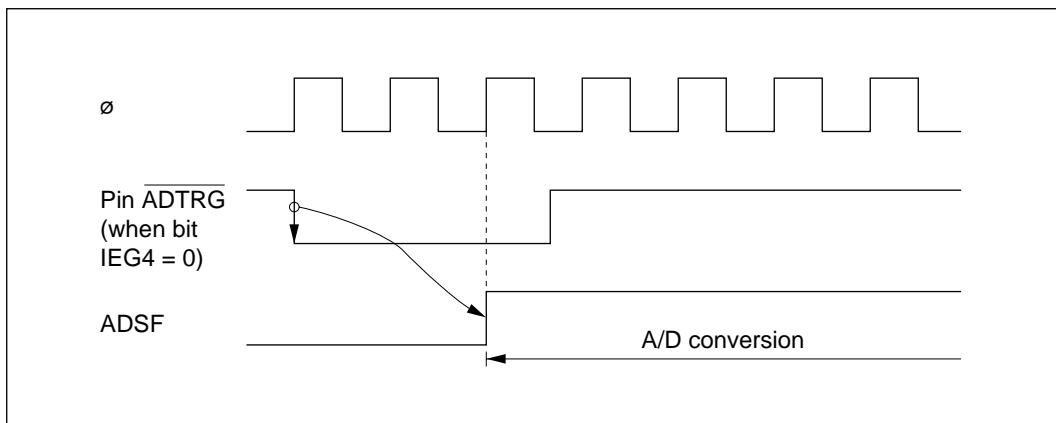 ø
Pin ADTRG
(when bit
IEG4 = 0)
ADSF
A/D conversion